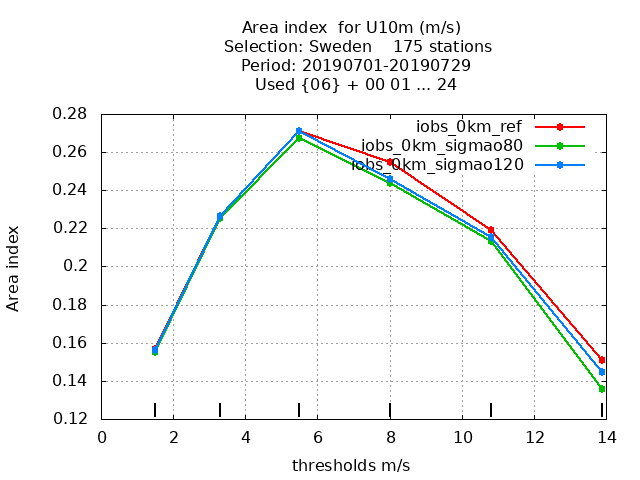 Area index  for U10m (m/s)
Selection: Sweden    175 stations
Period: 20190701-20190729
Used {06} + 00 01 ... 24
iobs_0km_ref
iobs_0km_sigmao80
iobs_0km_sigmao120
Area index
0.28
0.26
0.24
0.22
0.2
0.18
0.16
0.14
0.12
0 2 4 6 8 10 12 14
thresholds m/s